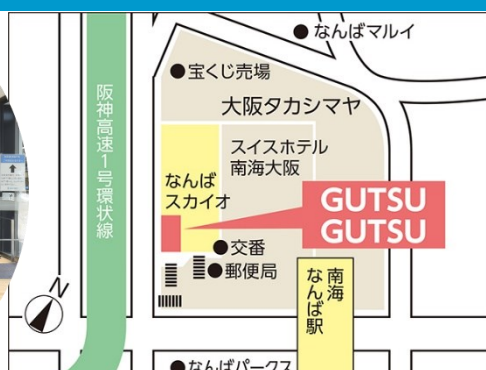 ●なんばマルイ
●宝くじ売場
大阪タカシマヤ
阪神高速1号環状線
スイスホテル
南海大阪
なんば
スカイオ
GUTSU
GUTSU
●交番
●郵便局
南海
なんば駅
N
●なんばパークス